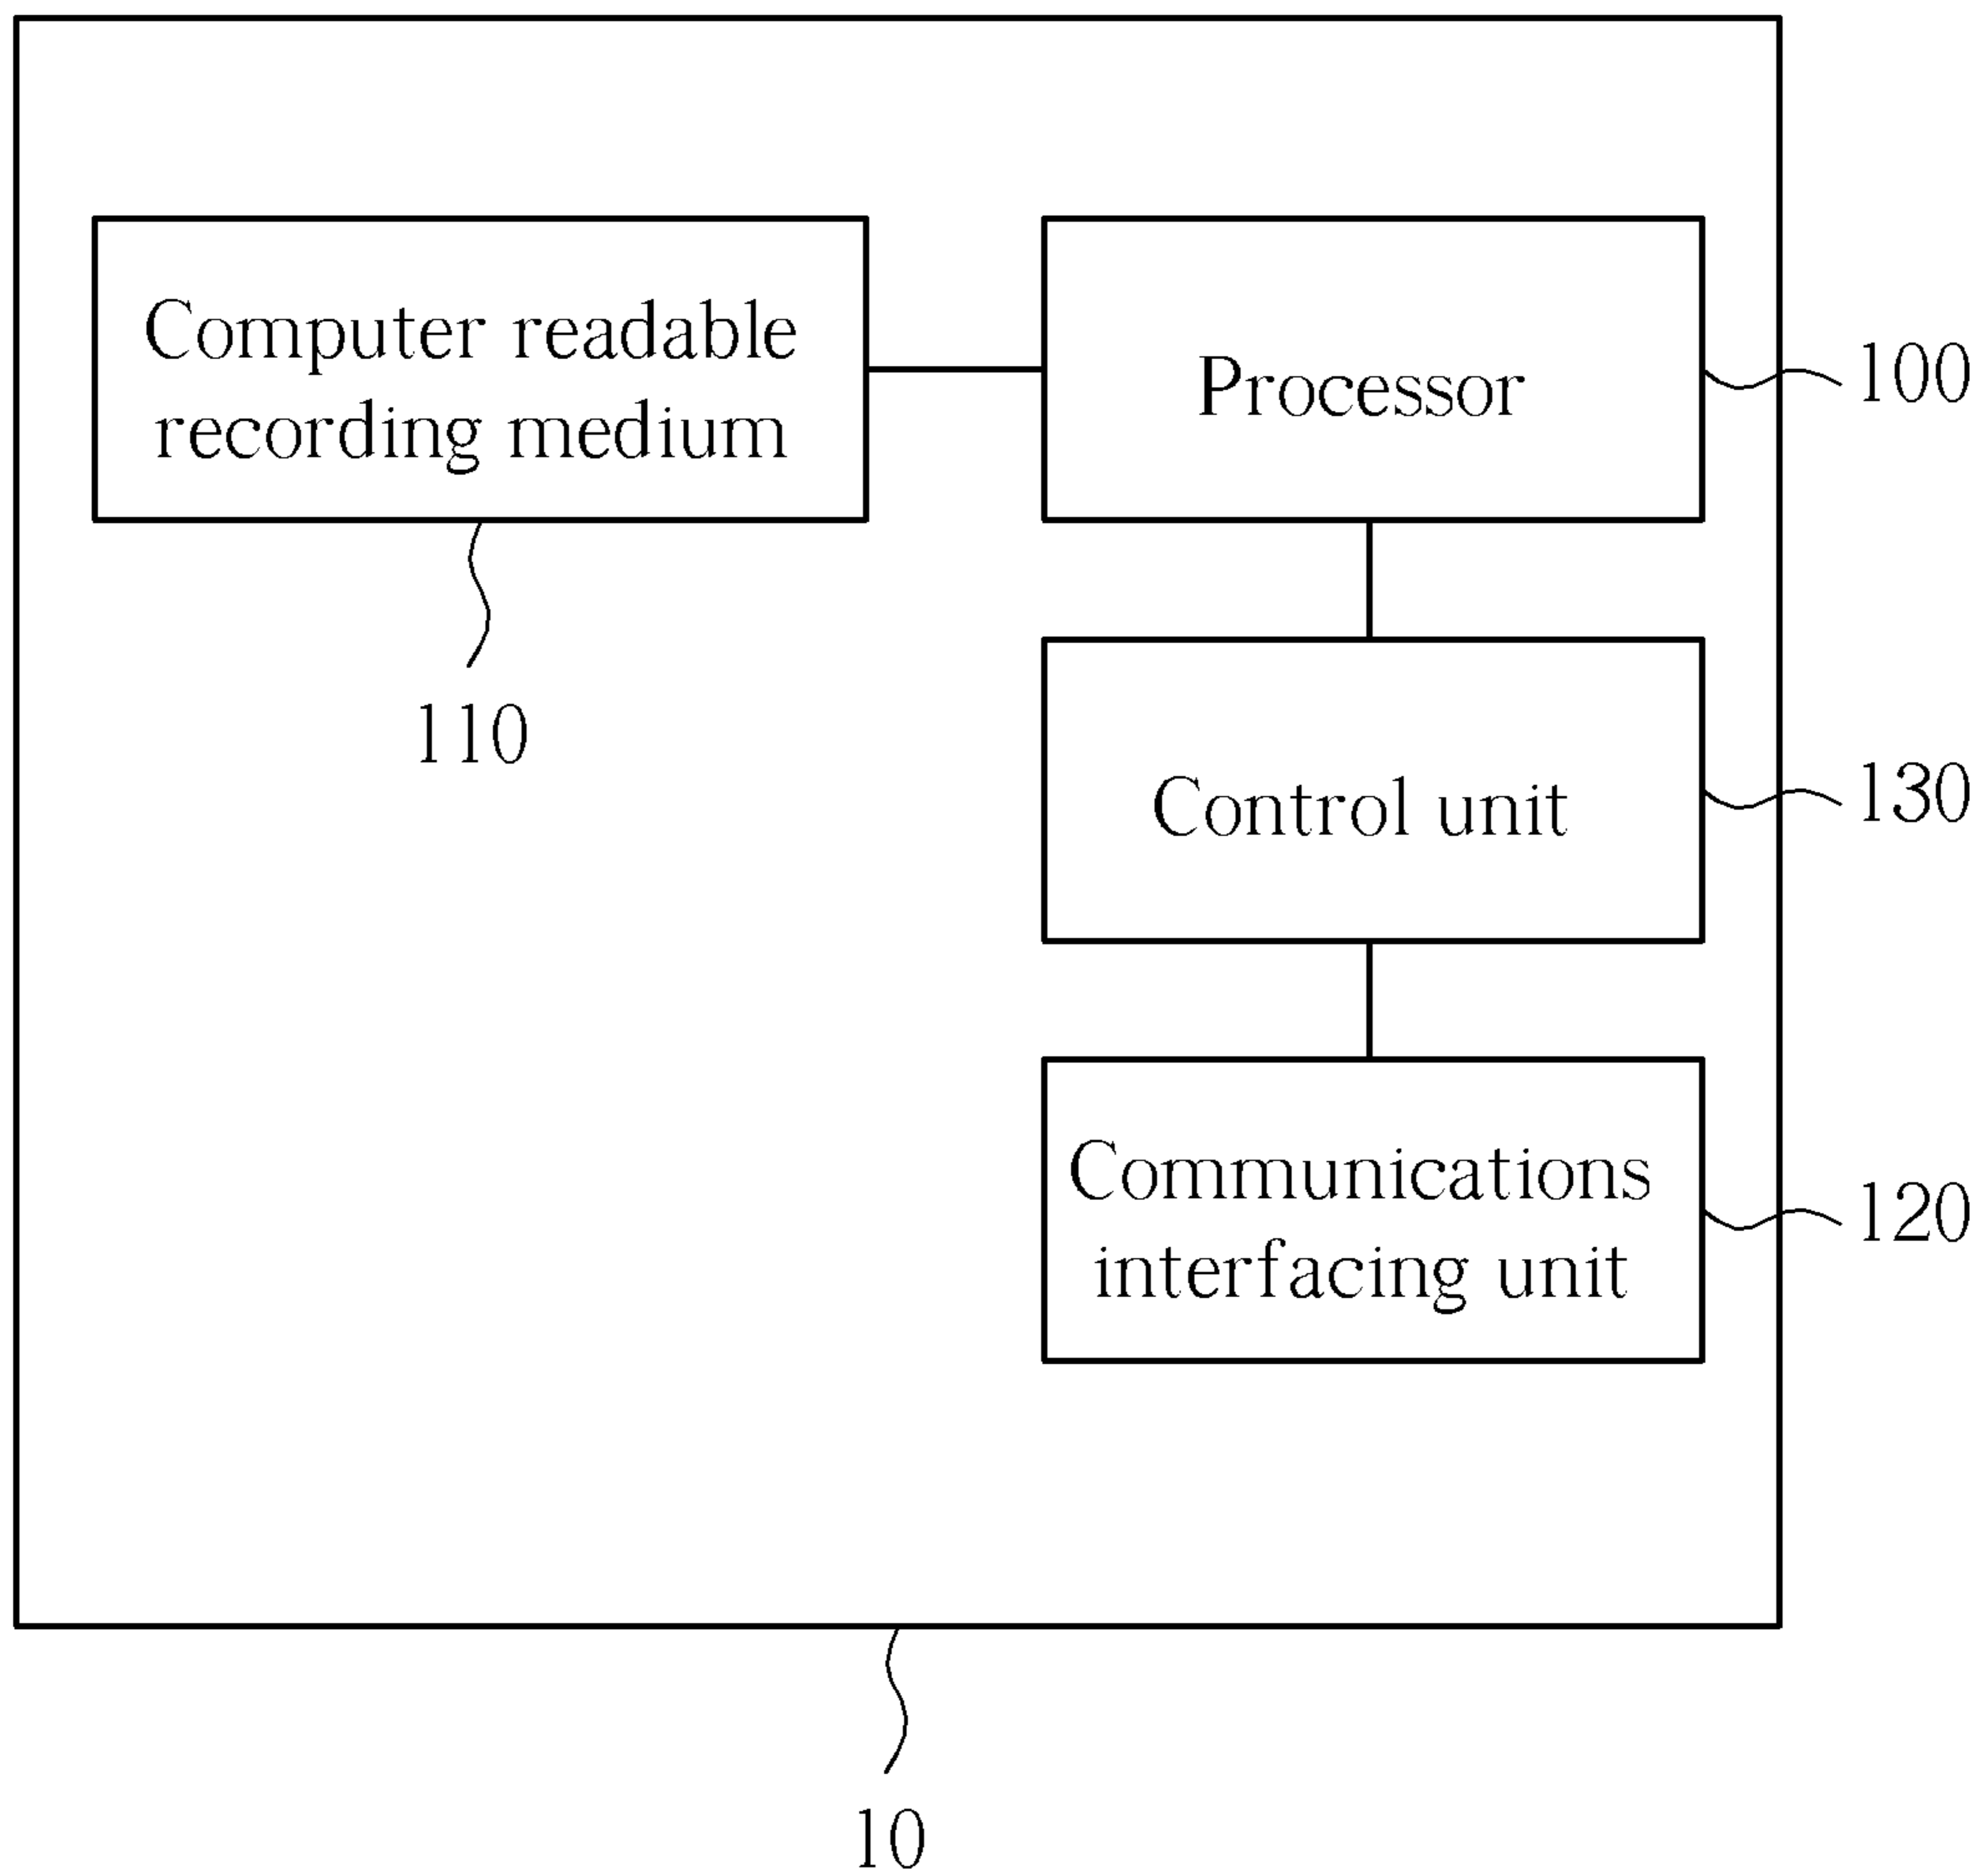 Computer readable
recording medium
110
Processor
100
Control unit
130
Communications
interfacing unit
120
10